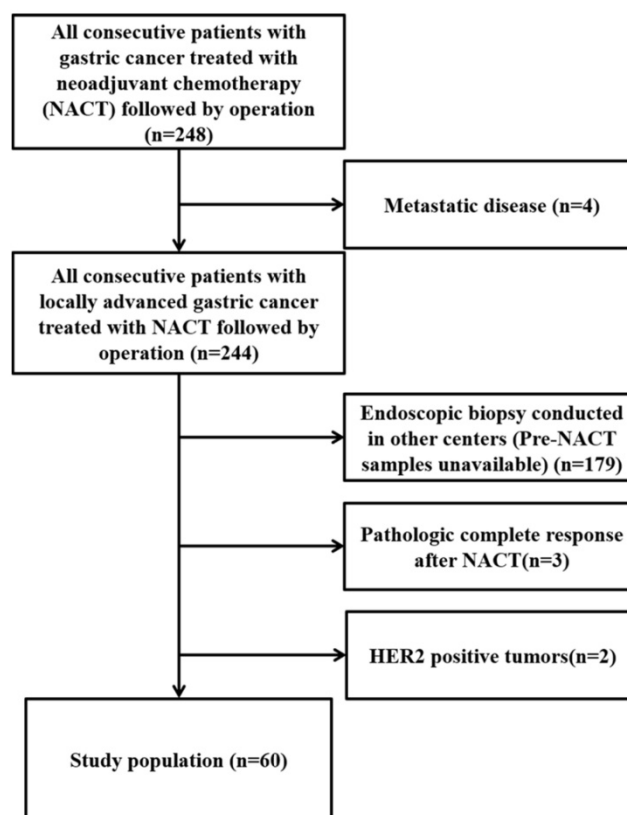 All consecutive patients with
gastric cancer treated with
neoadjuvant chemotherapy
(NACT) followed by operation
(n=248)
Metastatic disease (n=4)
All consecutive patients with
locally advanced gastric cancer
treated with NACT followed by
operation (n=244)
Endoscopic biopsy conducted
in other centers (Pre-NACT
samples unavailable) (n=179)
Pathologic complete response
after NACT(n=3)
HER2 positive tumors(n=2)
Study population (n=60)